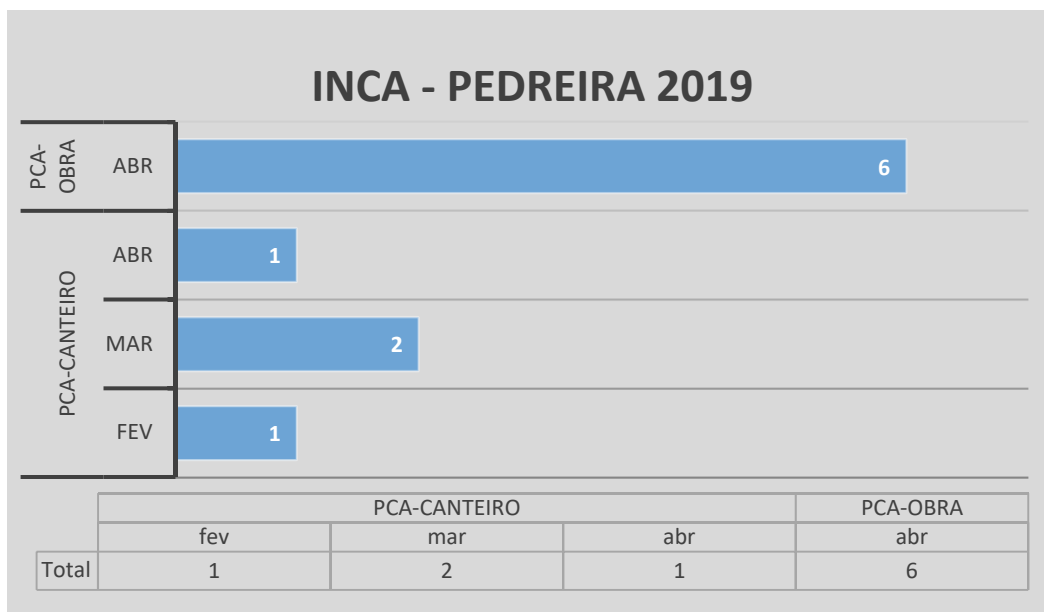 INCA - PEDREIRA 2019
PCA-
OBRA
ABR
6
PCA-CANTEIRO
ABR
1
MAR
2
FEV
1
PCA-CANTEIRO PCA-OBRA
fev mar abr abr
Total 1 2 1 6